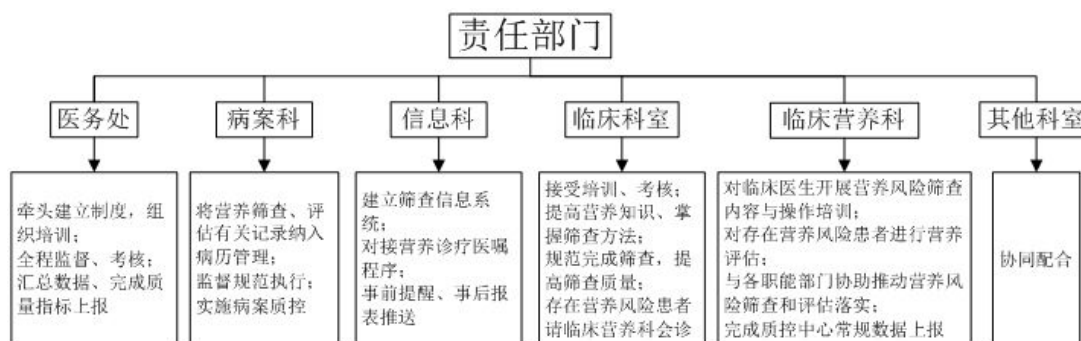 责任部门
医务处
病案科
信息科
临床科室
临床营养科
其他科室
牵头建立制度，组
织培训；
全程监督、考核；
汇总数据、完成质
量指标上报
将营养筛查、评
估有关记录纳入
病历管理；
监督规范执行；
实施病案质控
建立筛查信息系
统；
对接营养诊疗医嘱
程序；
事前提醒、事后报
表推送
接受培训、考核；
提高营养知识、掌
握筛查方法；
规范完成筛查，提
高筛查质量；
存在营养风险患者
请临床营养科会诊
对临床医生开展营养风险筛查
内容与操作培训；
对存在营养风险患者进行营养
评估；
与各职能部门协助推动营养风
险筛查和评估落实；
完成质控中心常规数据上报
协同配合